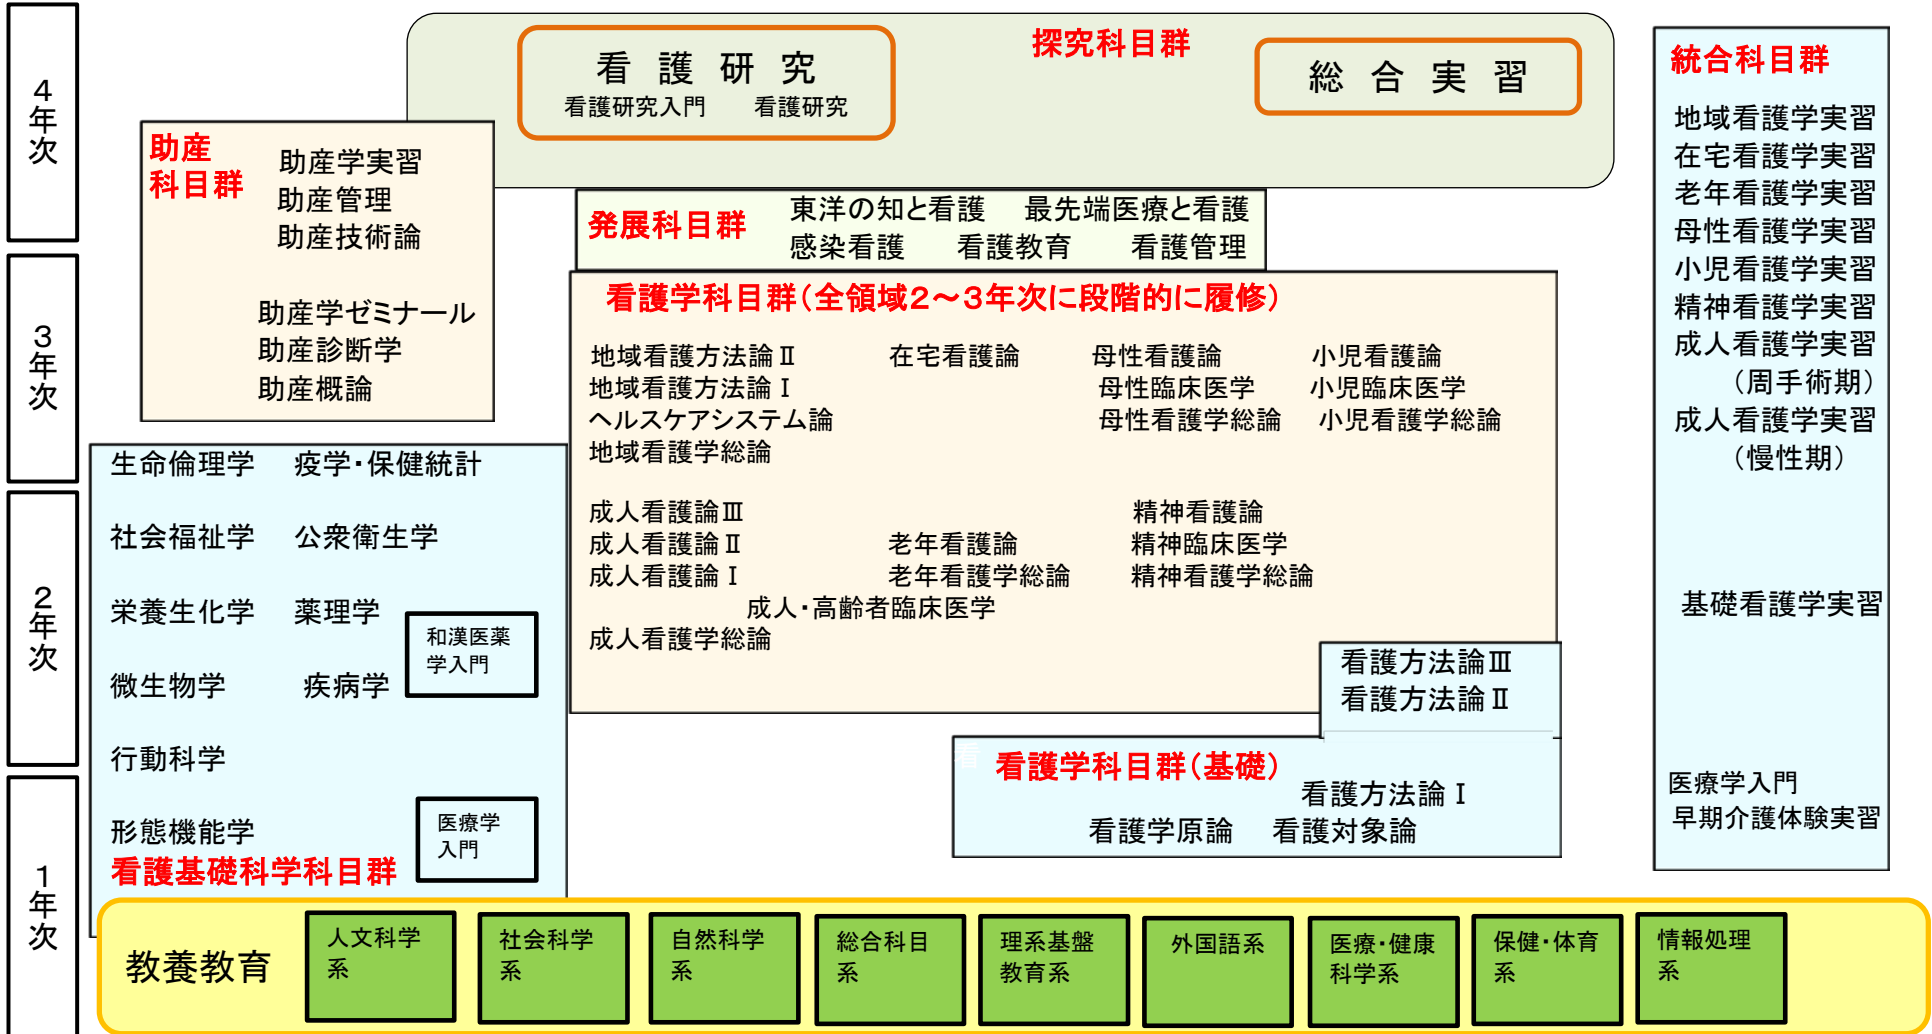 4年次
3年次
2年次
1年次
探究科目群
看護研究
看護研究入門　看護研究
総合実習
助産
科目群
助産学実習
助産管理
助産技術論
助産学ゼミナール
助産診断学
助産概論
発展科目群
東洋の知と看護　最先端医療と看護
感染看護　看護教育　看護管理
看護学科目群(全領域2～3年次に段階的に履修)
地域看護方法論Ⅱ　在宅看護論　母性看護論　小児看護論
地域看護方法論Ⅰ　母性臨床医学　小児臨床医学
ヘルスケアシステム論　母性看護学総論　小児看護学総論
地域看護学総論
成人看護論Ⅲ　精神看護論
成人看護論Ⅱ　老年看護論　精神臨床医学
成人看護論Ⅰ　老年看護学総論　精神看護学総論
成人・高齢者臨床医学
成人看護学総論
看護方法論Ⅲ
看護方法論Ⅱ
看
看護学科目群(基礎)
看護方法論Ⅰ
看護学原論　看護対象論
生命倫理学　疫学・保健統計
社会福祉学　公衆衛生学
栄養生化学　薬理学
和漢医薬
学入門
微生物学　疾病学
行動科学
形態機能学
医療学
入門
看護基礎科学科目群
統合科目群
地域看護学実習
在宅看護学実習
老年看護学実習
母性看護学実習
小児看護学実習
精神看護学実習
成人看護学実習
(周手術期)
成人看護学実習
(慢性期)
基礎看護学実習
医療学入門
早期介護体験実習
教養教育
人文科学
系
社会科学
系
自然科学
系
総合科目
系
理系基盤
教育系
外国語系
医療・健康
科学系
保健・体育
系
情報処理
系